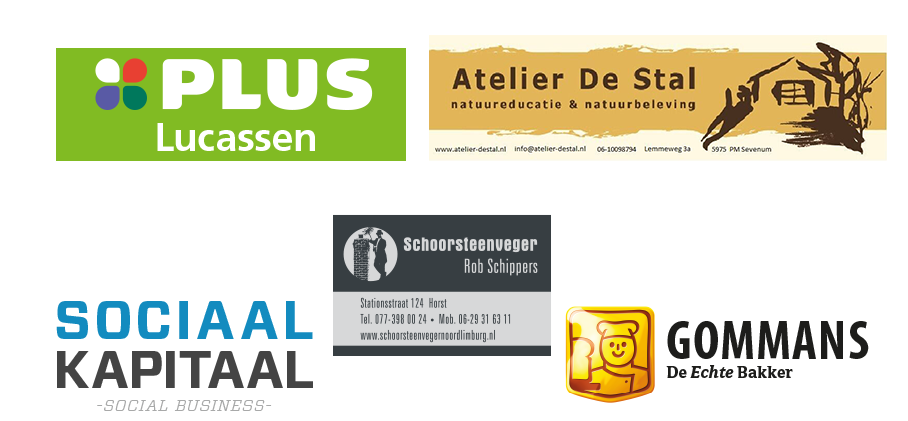 PLUS
Lucassen
Atelier De Stal
natuureducatie & natuurbeleving
www.atelier-destal.nl info@atelier-destal.nl 06-10098794 Lemmeweg 3a 5975 PM Sevenum
Schoorsteenveger
Rob Schippers
Stationsstraat 124 Horst
Tel. 077-398 00 24 • Mob. 06-29 31 63 11
www.schoorsteenvegernoordlimburg.nl
SOCIAAL
KAPITAAL
-SOCIAL BUSINESS-
GOMMANS
De Echte Bakker